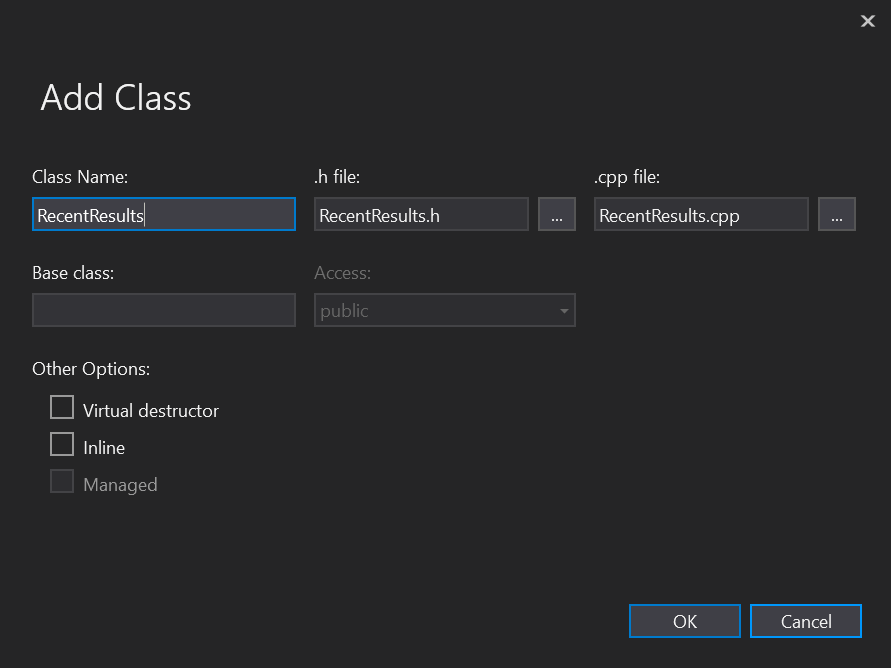 Add Class
Class Name: .h file: .cpp file:
RecentResults RecentResults.h ... RecentResults.cpp ...
Base class: Access:
public
Other Options:
Virtual destructor
Inline
Managed
OK Cancel